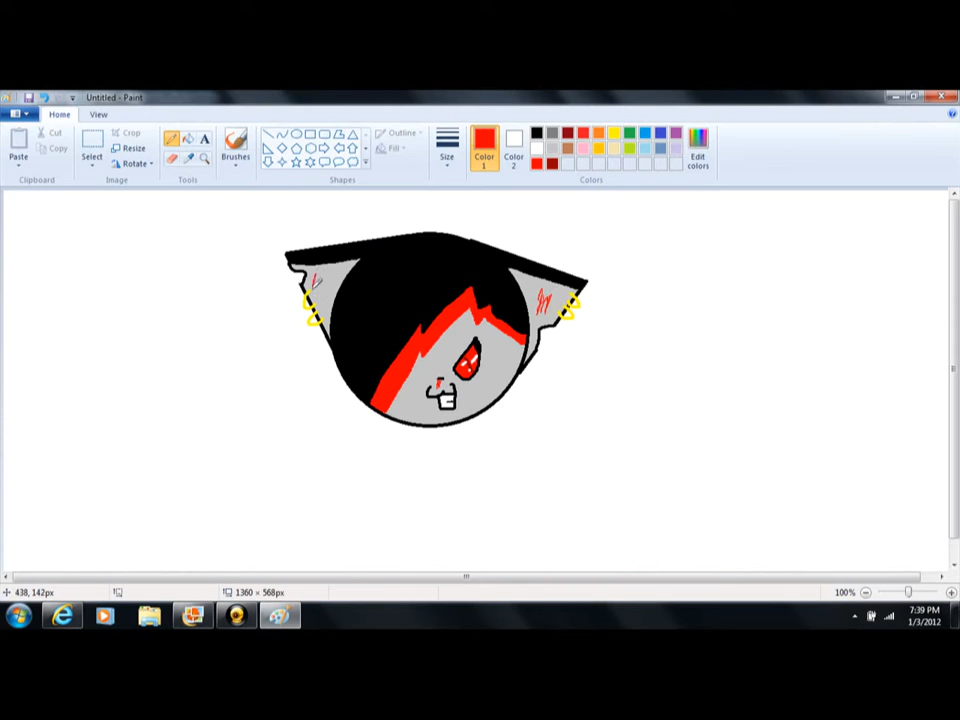 Untitled - Paint
Home View
Cut
Copy
Paste
Clipboard
Crop
Resize
Rotate
Select
Image
A
Tools
Brushes
Outline
Fill
Shapes
Size
Color 1
Color 2
Edit colors
Colors
438, 142px
1360 × 568px
100%
7:39 PM
1/3/2012